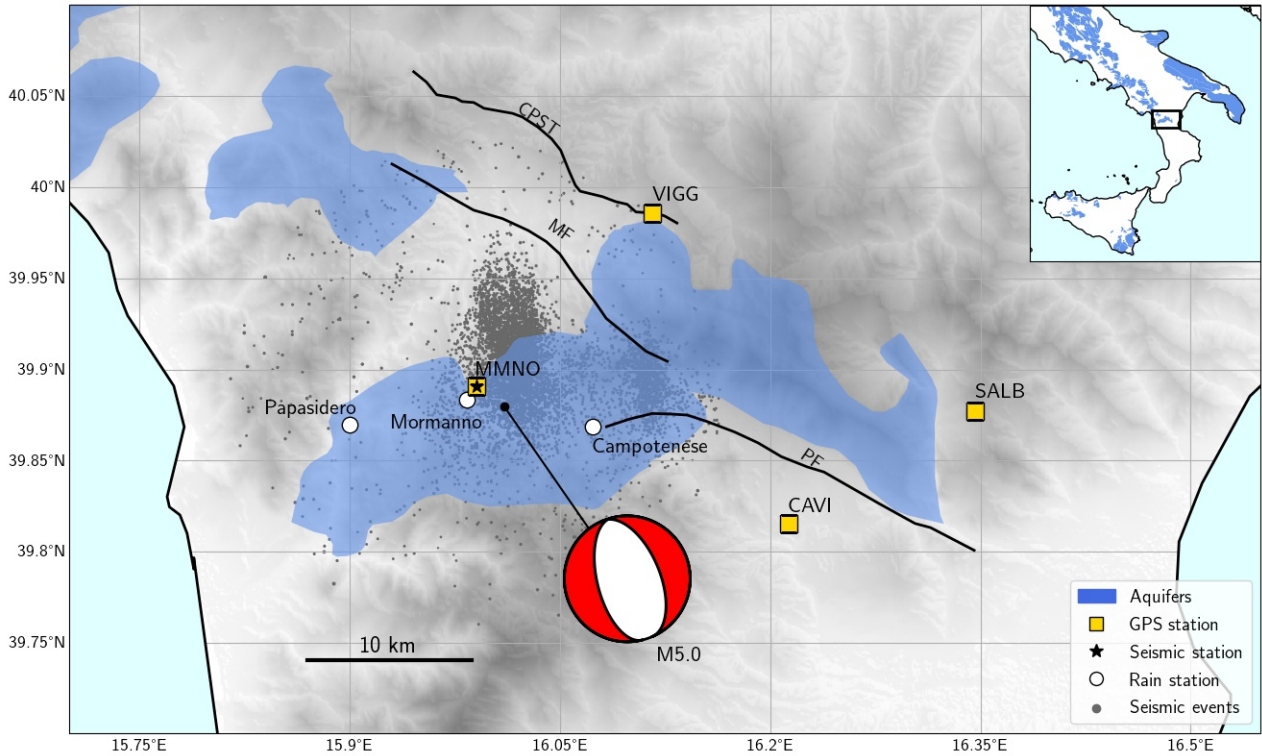 40.05°N
CPST
40°N
VIGG
MF
39.95°N
39.9°N
MMNO
SALB
Papasidero
Mormanno
Campotenese
39.85°N
PF
CAVI
39.8°N
Aquifers
GPS station
10 km
M5.0
39.75°N
Seismic station
Rain station
Seismic events
15.75°E
15.9°E
16.05°E
16.2°E
16.35°E
16.5°E